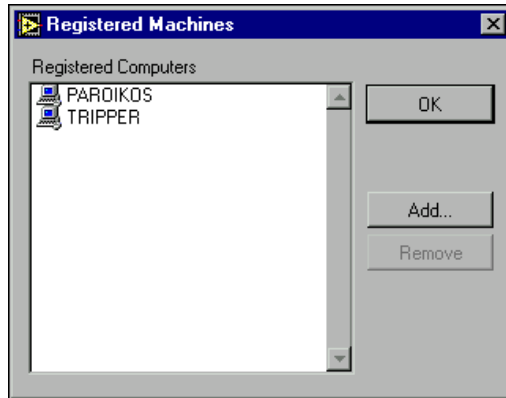 Registered Machines
Registered Computers
PAROIKOS
TRIPPER
OK
Add...
Remove